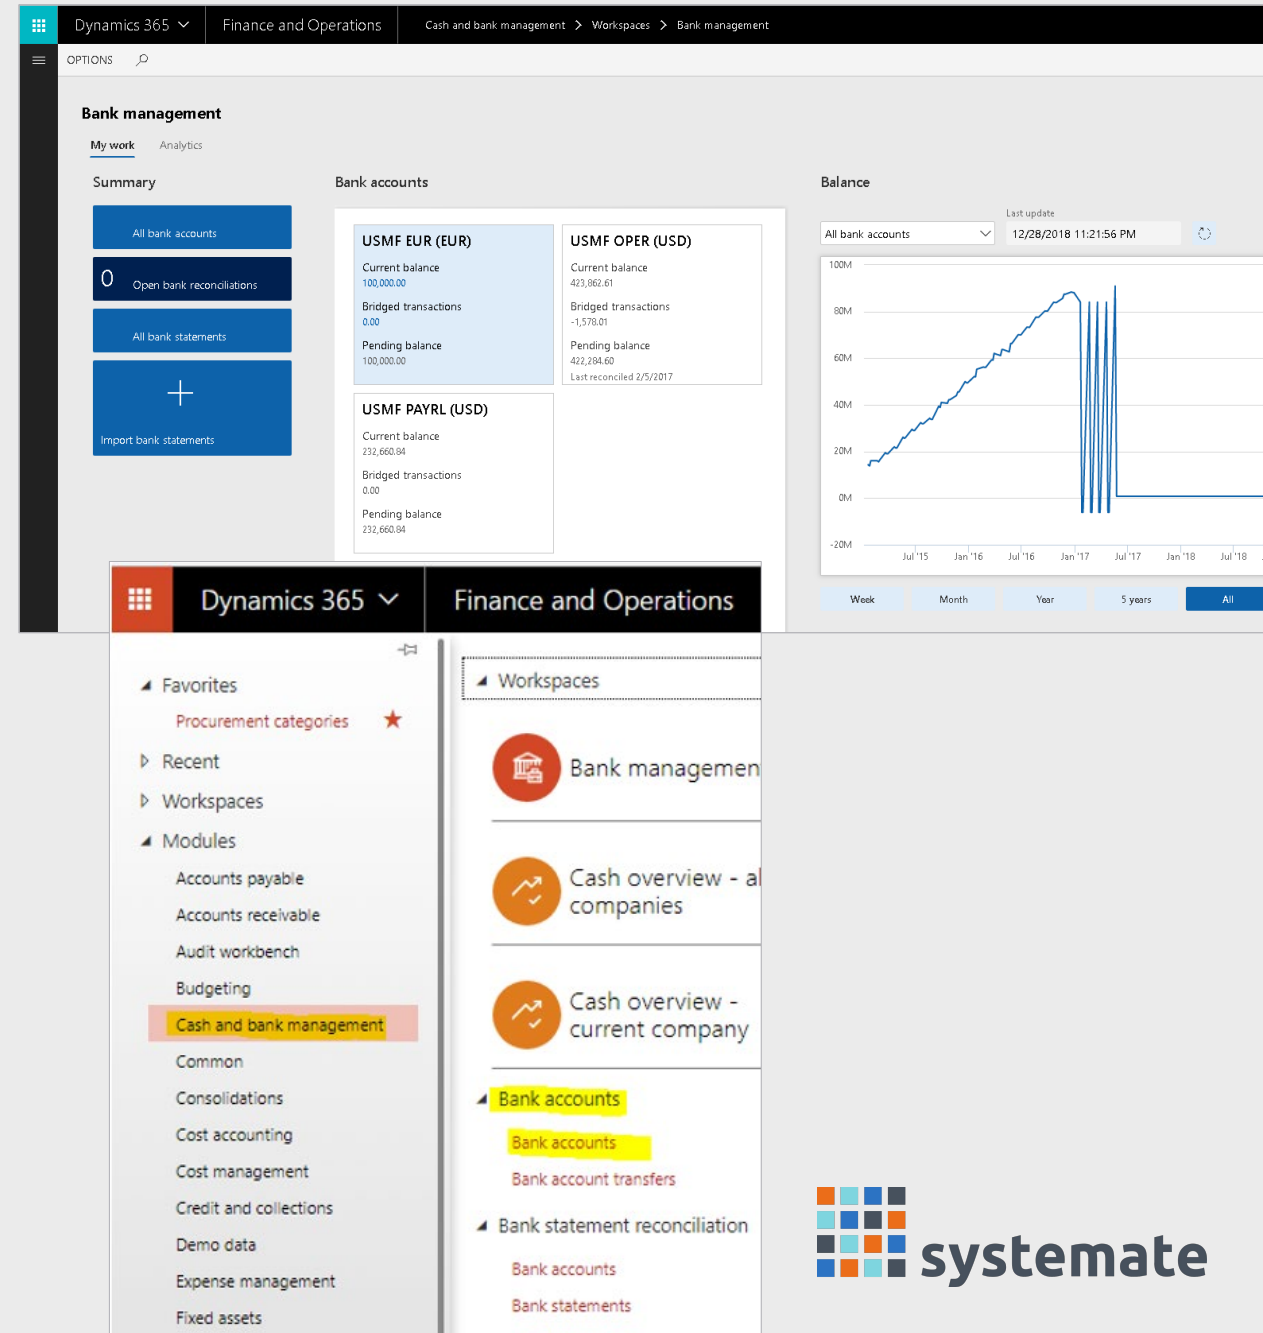 Dynamics 365
Finance and Operations
Cash and bank management > Workspaces > Bank management
OPTIONS
Bank management
My work
Analytics
Summary
All bank accounts
0 Open bank reconciliations
All bank statements
Import bank statements
Bank accounts
USMF EUR (EUR)
Current balance
100,000.00
Bridged transactions
0.00
Pending balance
100,000.00
USMF OPER (USD)
Current balance
423,862.61
Bridged transactions
-1,578.01
Pending balance
422,284.60
Last reconciled 2/5/2017
USMF PAYRL (USD)
Current balance
232,660.84
Bridged transactions
0.00
Pending balance
232,660.84
Balance
Last update
All bank accounts
12/28/2018 11:21:56 PM
100M
80M
60M
40M
20M
0M
-20M
Jul '15 Jan '16 Jul '16 Jan '17 Jul '17 Jan '18 Jul '18
Week Month Year 5 years All
Dynamics 365
Finance and Operations
Favorites
Procurement categories
Recent
Workspaces
Modules
Accounts payable
Accounts receivable
Audit workbench
Budgeting
Cash and bank management
Common
Consolidations
Cost accounting
Cost management
Credit and collections
Demo data
Expense management
Fixed assets
Workspaces
Bank managemen
Cash overview - al
companies
Cash overview -
current company
Bank accounts
Bank accounts
Bank account transfers
Bank statement reconciliation
Bank accounts
Bank statements
systemate